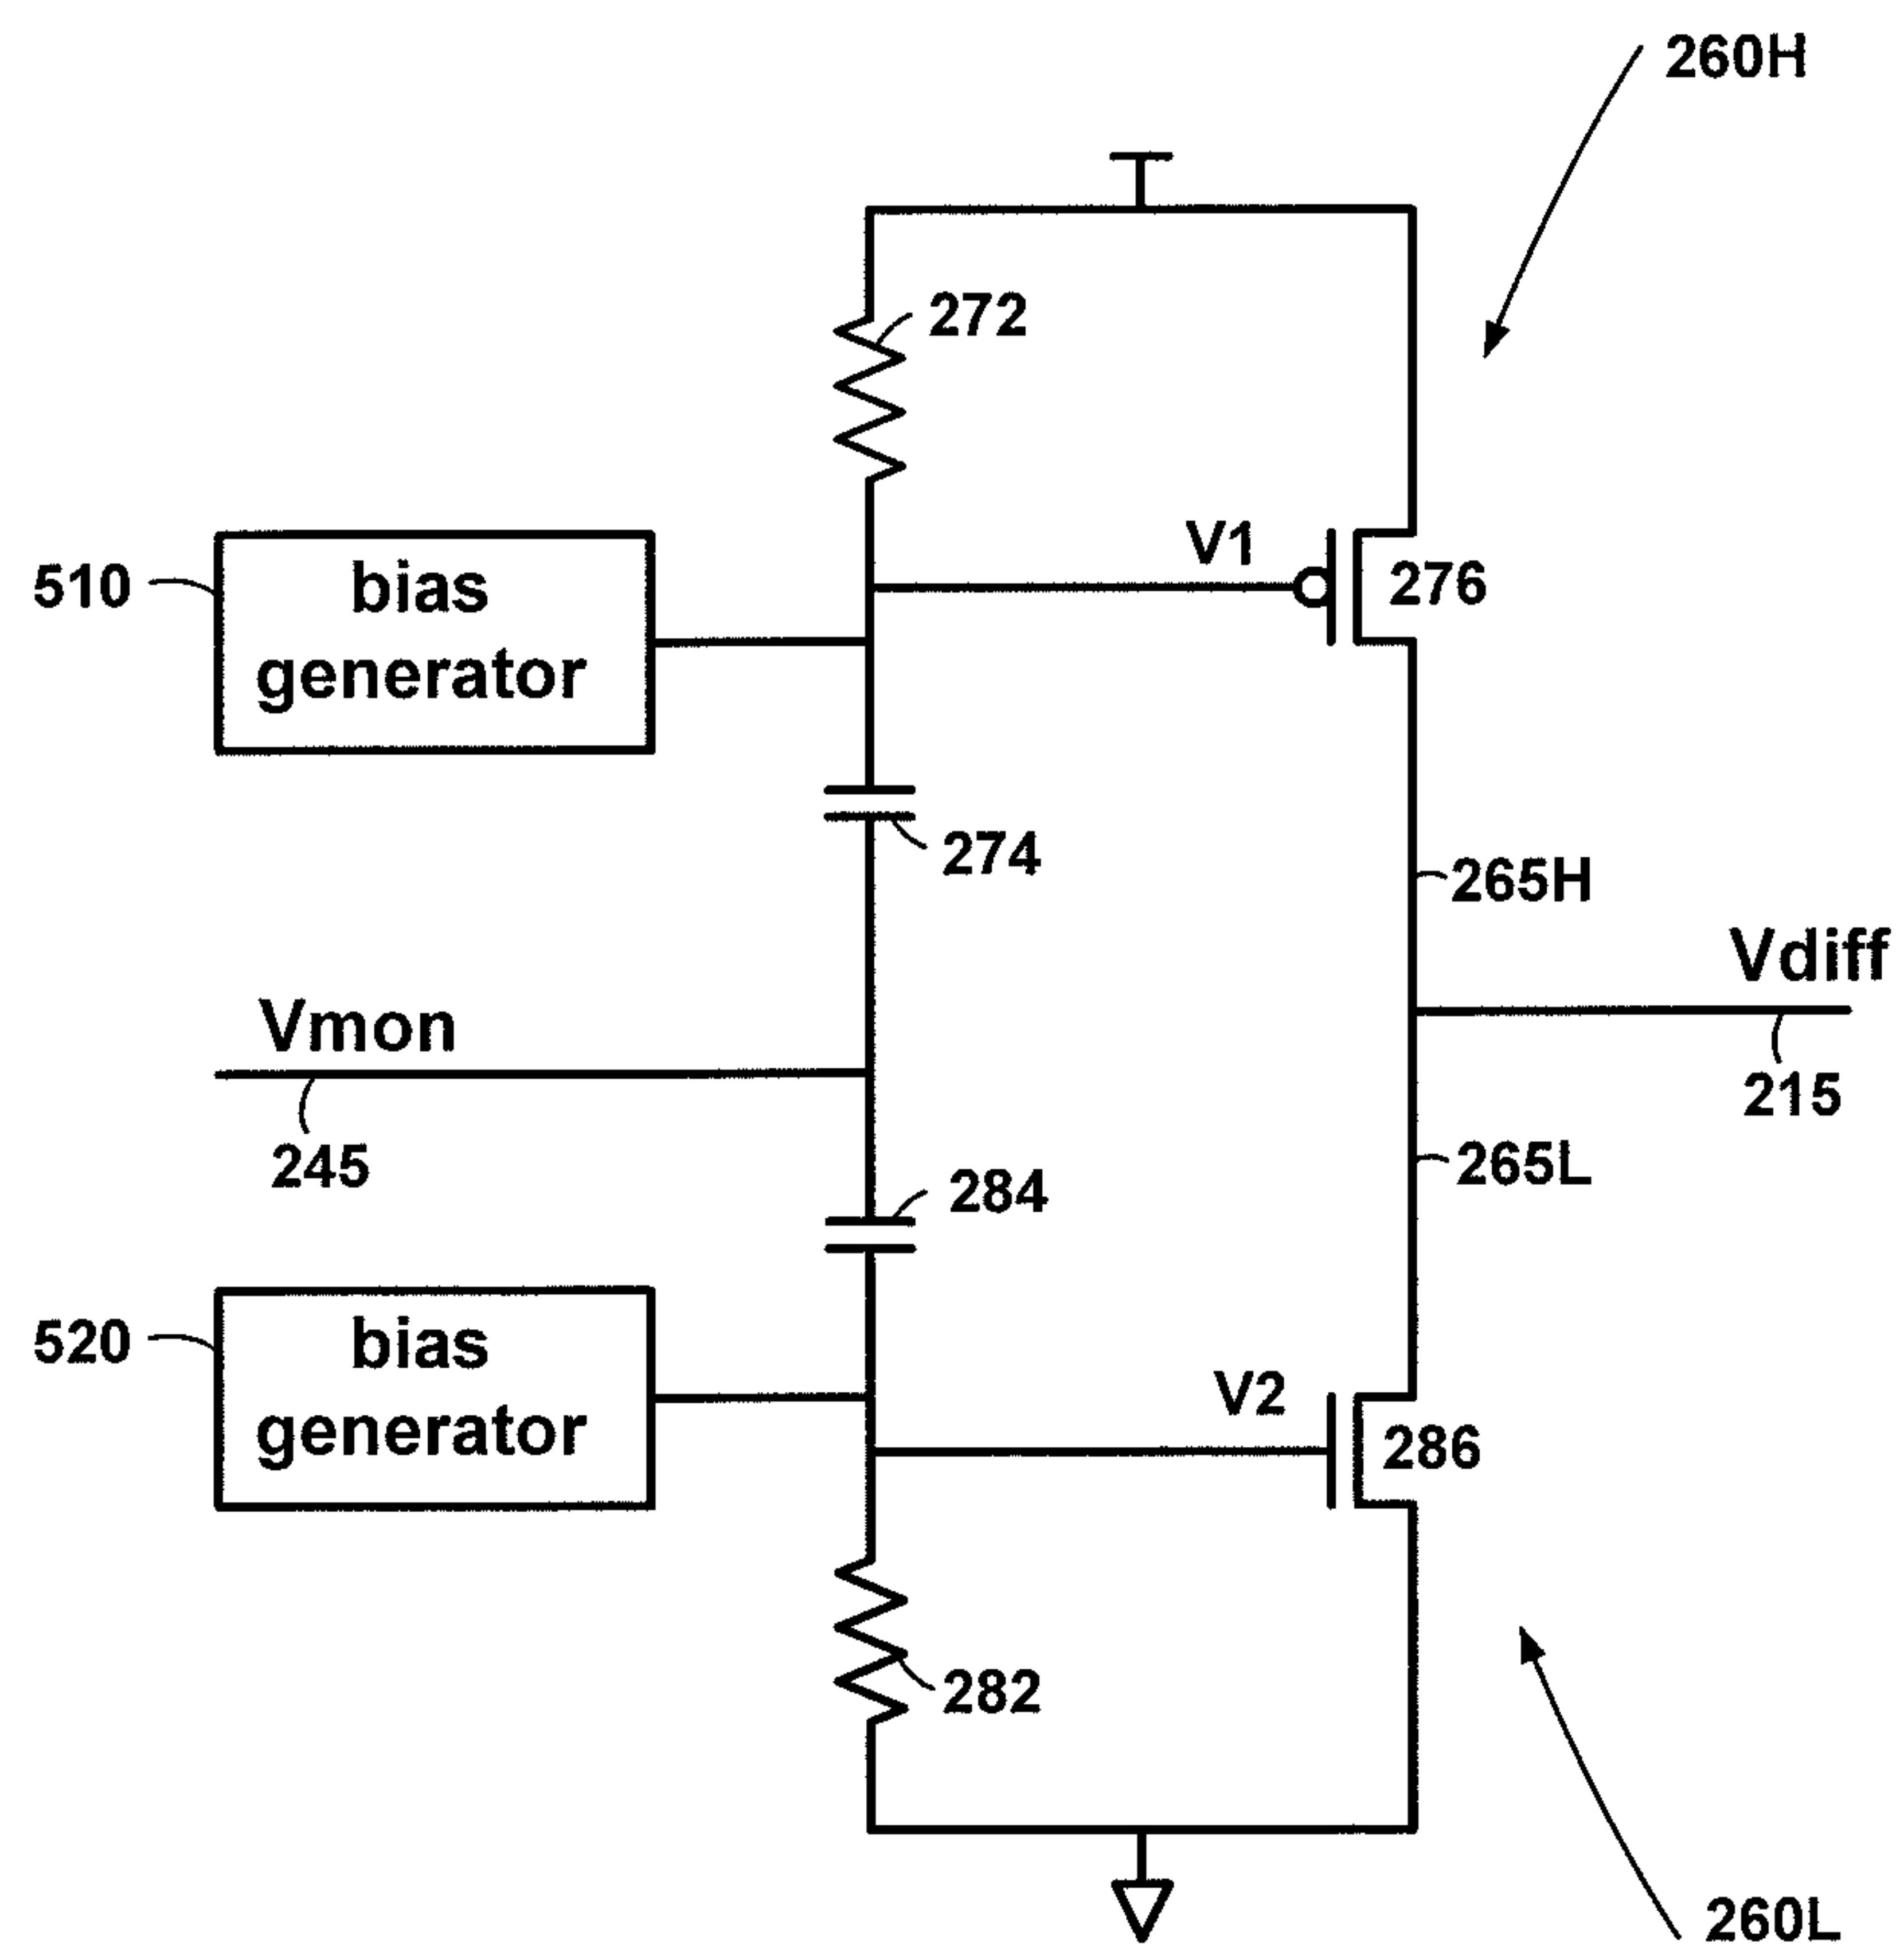 260H
272
V1
276
510
bias
generator
274
265H
Vdiff
215
Vmon
245
284
265L
520
bias
generator
V2
286
282
260L